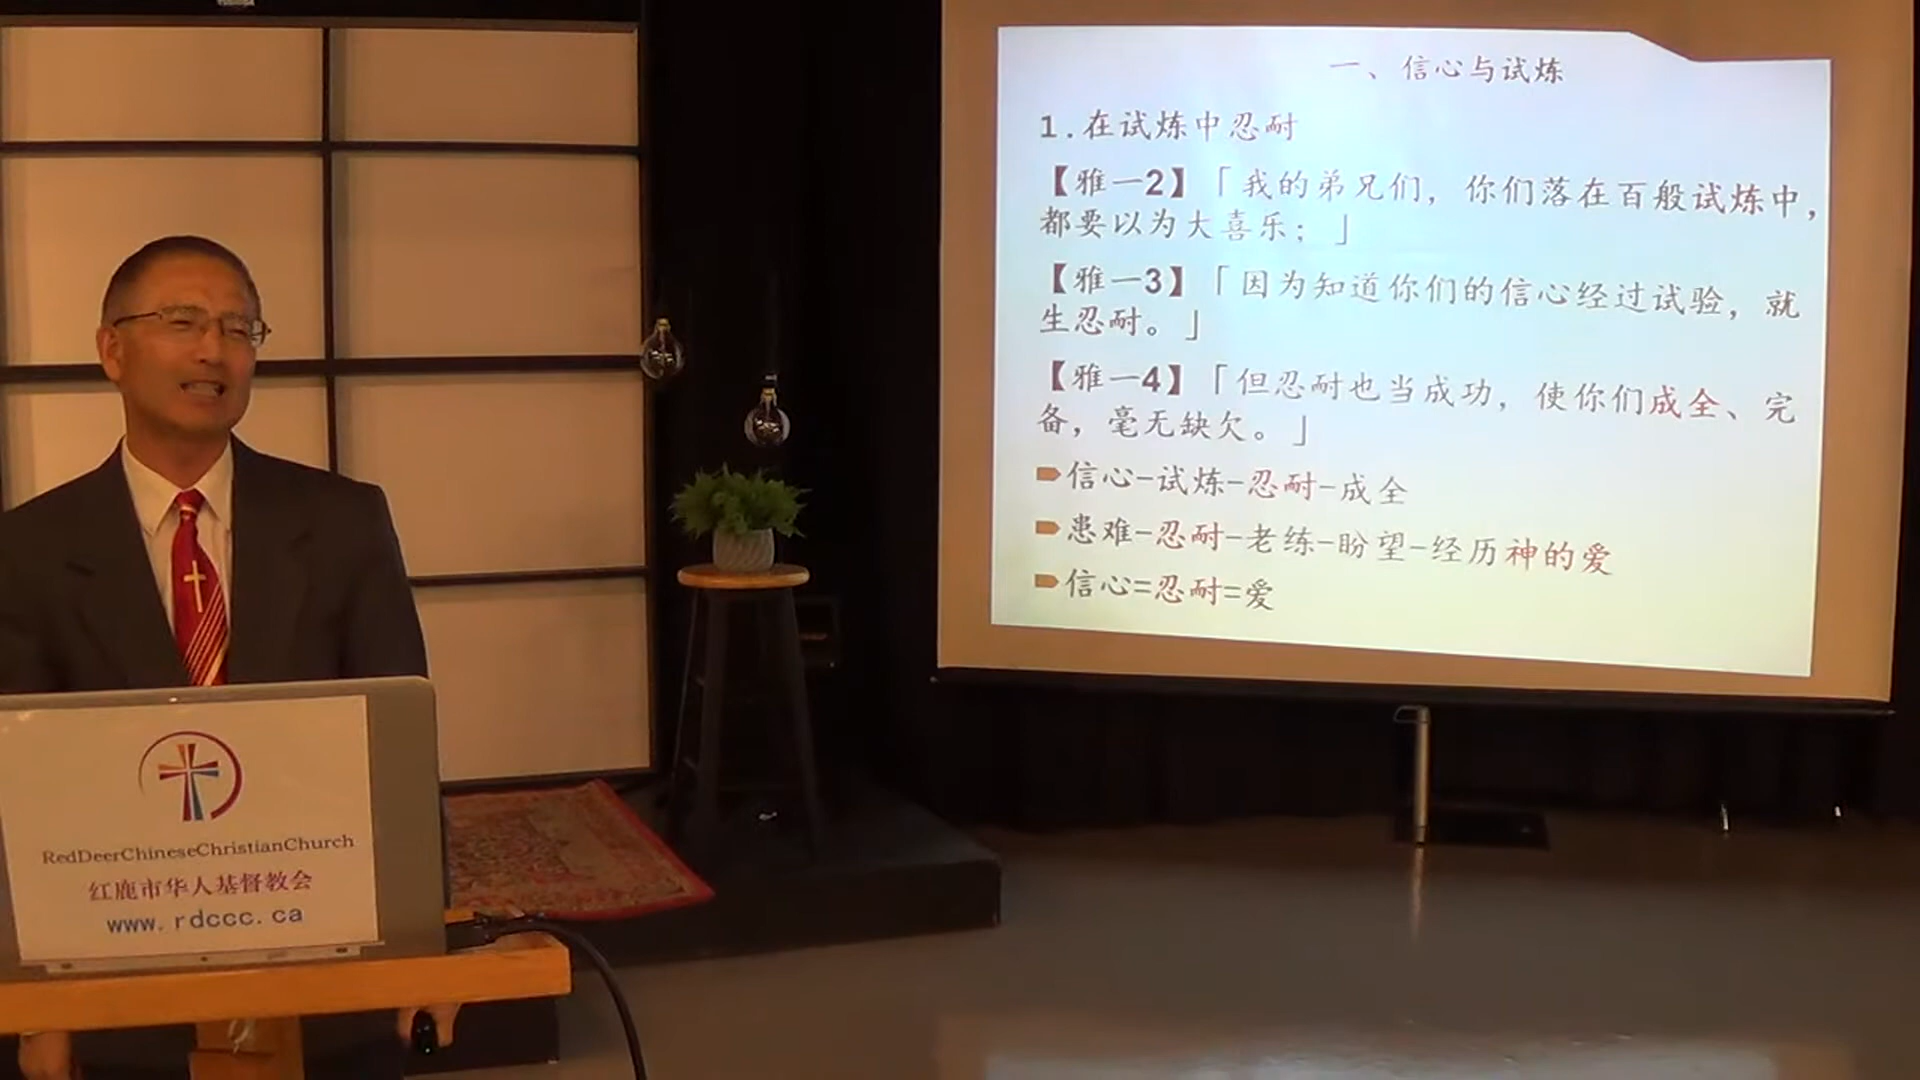 一、信心与试炼
1.在试炼中忍耐
【雅一2】「我的弟兄们，你们落在百般试炼中，
都要以为大喜乐；」
【雅一3】「因为知道你们的信心经过试验，就
生忍耐。」
【雅一4】「但忍耐也当成功，使你们成全、完
备，毫无缺欠。」
信心-试炼-忍耐-成全
患难-忍耐-老练-盼望-经历神的爱
信心=忍耐=爱
RedDeerChineseChristianChurch
红鹿市华人基督教会
www.rdccc.ca